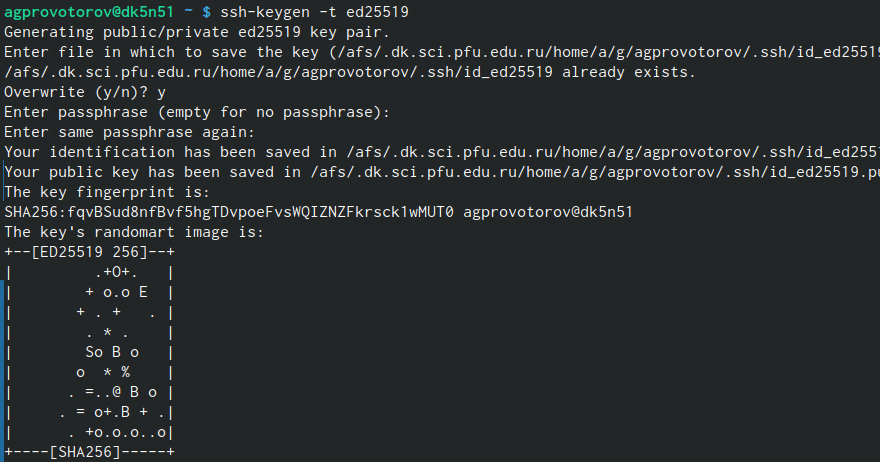 agprovotorov@dk5n51 ~ $ ssh-keygen -t ed25519
Generating public/private ed25519 key pair.
Enter file in which to save the key (/afs/.dk.sci.pfu.edu.ru/home/a/g/agprovotorov/.ssh/id_ed2551
/afs/.dk.sci.pfu.edu.ru/home/a/g/agprovotorov/.ssh/id_ed25519 already exists.
Overwrite (y/n)? y
Enter passphrase (empty for no passphrase):
Enter same passphrase again:
Your identification has been saved in /afs/.dk.sci.pfu.edu.ru/home/a/g/agprovotorov/.ssh/id_ed255
Your public key has been saved in /afs/.dk.sci.pfu.edu.ru/home/a/g/agprovotorov/.ssh/id_ed25519.p
The key fingerprint is:
SHA256:fqvBSud8nfBvf5hgTDvpoeFvsWQIZNZFkrsck1wMUT0 agprovotorov@dk5n51
The key's randomart image is:
+--[ED25519 256]--+
|          .+O+.   |
|         + o.o E  |
|        + . +   . |
|         . * .    |
|         So B o   |
|        o  * %    |
|       . =..@ B o |
|      . = o+.B + .|
|       . +o.o.o..o|
+----[SHA256]-----+